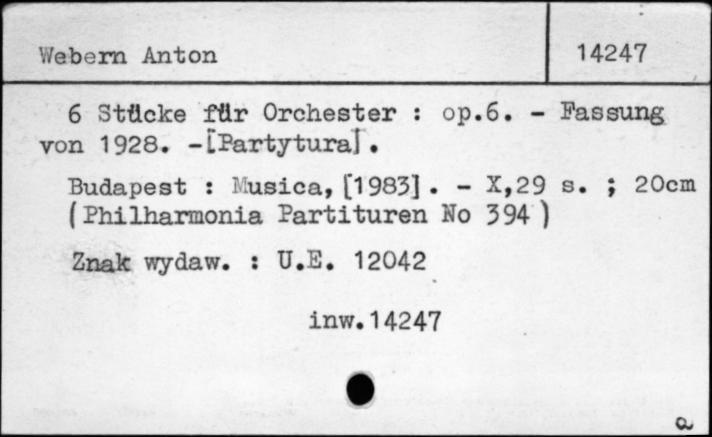 Webern Anton
14247
6 Stücke für Orchester : op.6. - Fassung
von 1928. -[Partytura].
Budapest : Musica, [1983]. - X,29 s. ; 20cm
(Philharmonia Partituren No 394)
Znak wydaw. : U.E. 12042
inw.14247
a